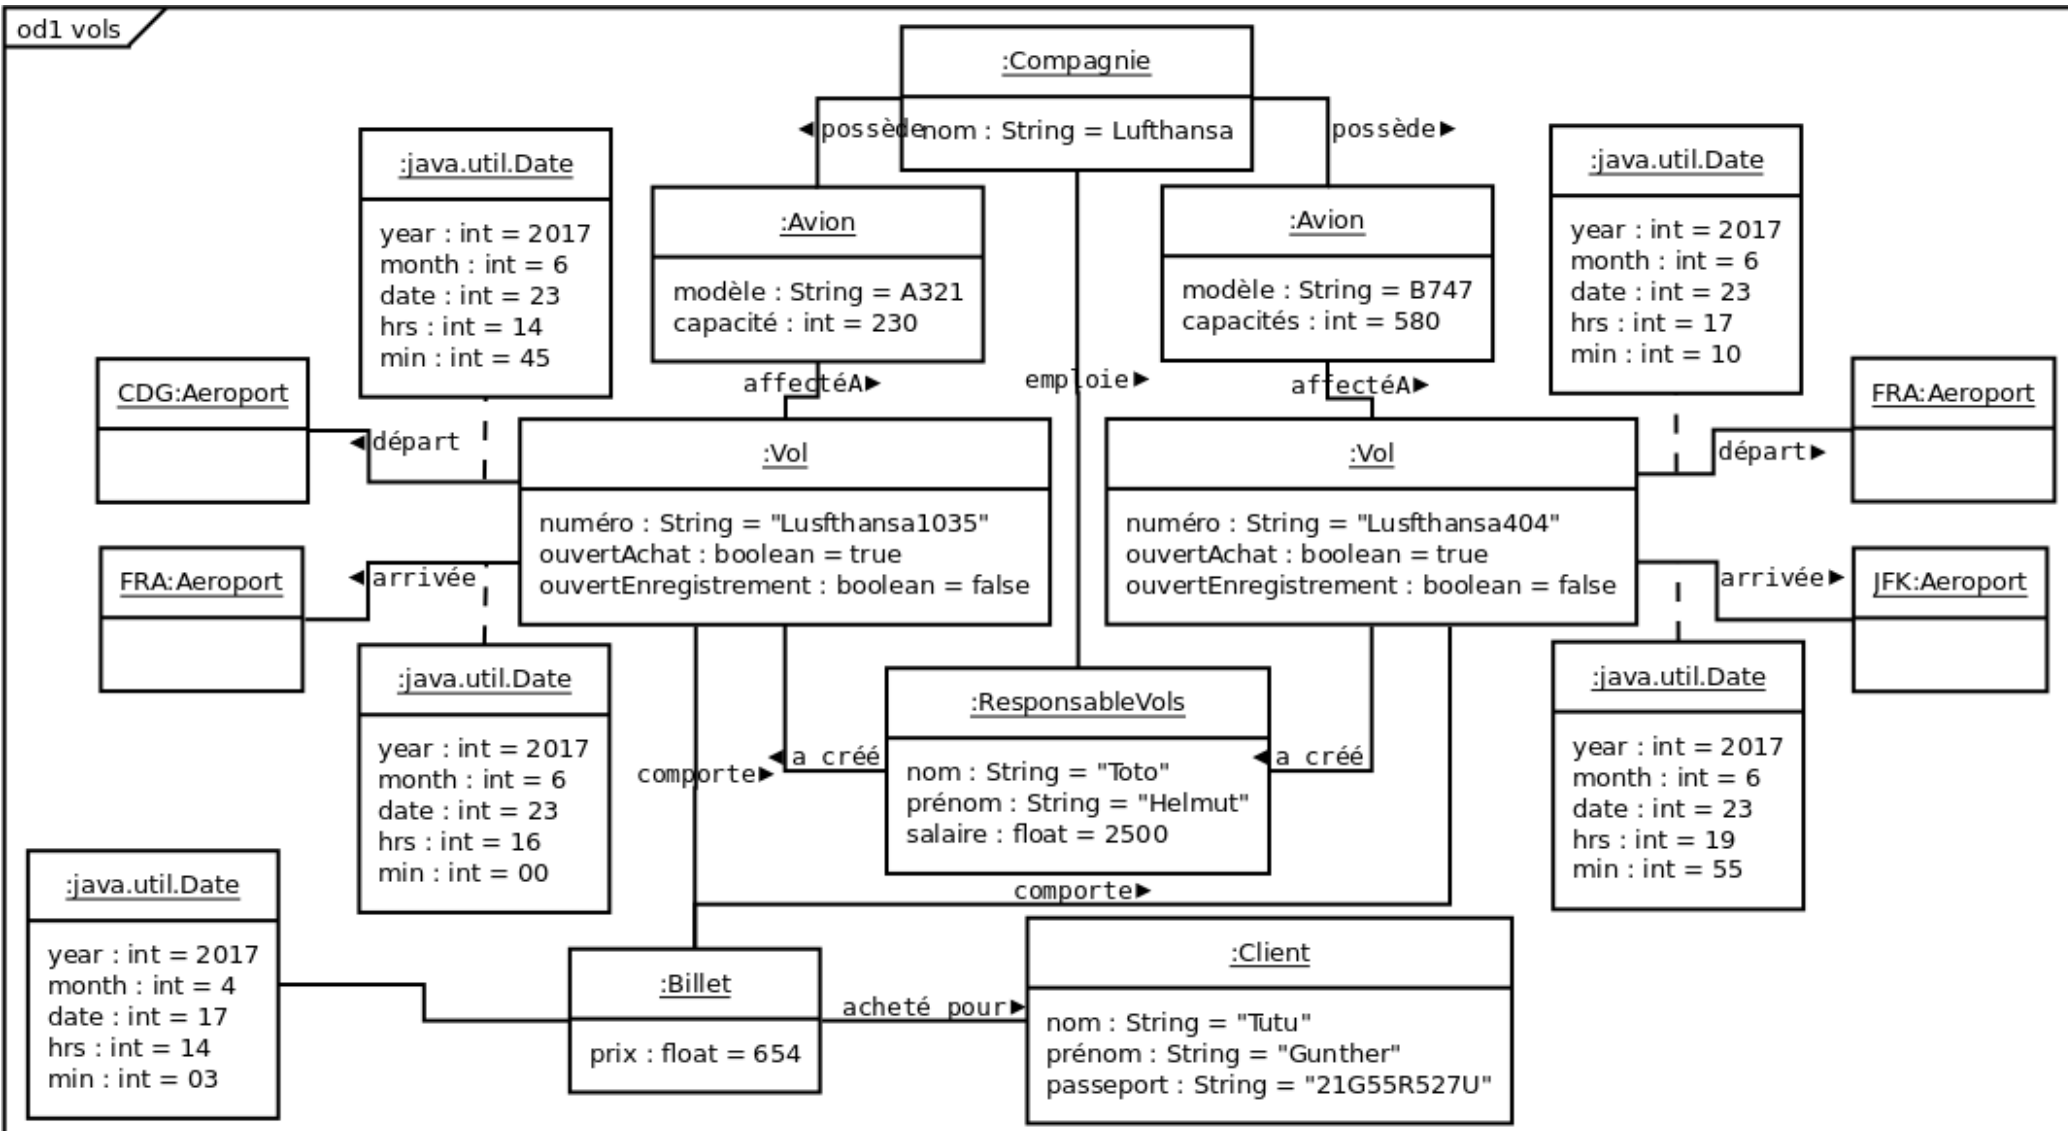 od1 vols
:Compagnie
nom : String = Lufthansa
◄possède
possède►
:java.util.Date
year : int = 2017
month : int = 6
date : int = 23
hrs : int = 14
min : int = 45
:Avion
modèle : String = A321
capacité : int = 230
:Avion
modèle : String = B747
capacités : int = 580
:java.util.Date
year : int = 2017
month : int = 6
date : int = 23
hrs : int = 17
min : int = 10
affectéA►
emploie►
affectéA►
CDG:Aeroport
◄départ
:Vol
numéro : String = "Lusfthansa1035"
ouvertAchat : boolean = true
ouvertEnregistrement : boolean = false
:Vol
numéro : String = "Lusfthansa404"
ouvertAchat : boolean = true
ouvertEnregistrement : boolean = false
départ►
FRA:Aeroport
FRA:Aeroport
◄arrivée
arrivée►
JFK:Aeroport
:java.util.Date
year : int = 2017
month : int = 6
date : int = 23
hrs : int = 16
min : int = 00
comporte►
◄a créé
:ResponsableVols
nom : String = "Toto"
prénom : String = "Helmut"
salaire : float = 2500
◄a créé
:java.util.Date
year : int = 2017
month : int = 6
date : int = 23
hrs : int = 19
min : int = 55
comporte►
:java.util.Date
year : int = 2017
month : int = 4
date : int = 17
hrs : int = 14
min : int = 03
:Billet
prix : float = 654
acheté pour►
:Client
nom : String = "Tutu"
prénom : String = "Gunther"
passeport : String = "21G55R527U"